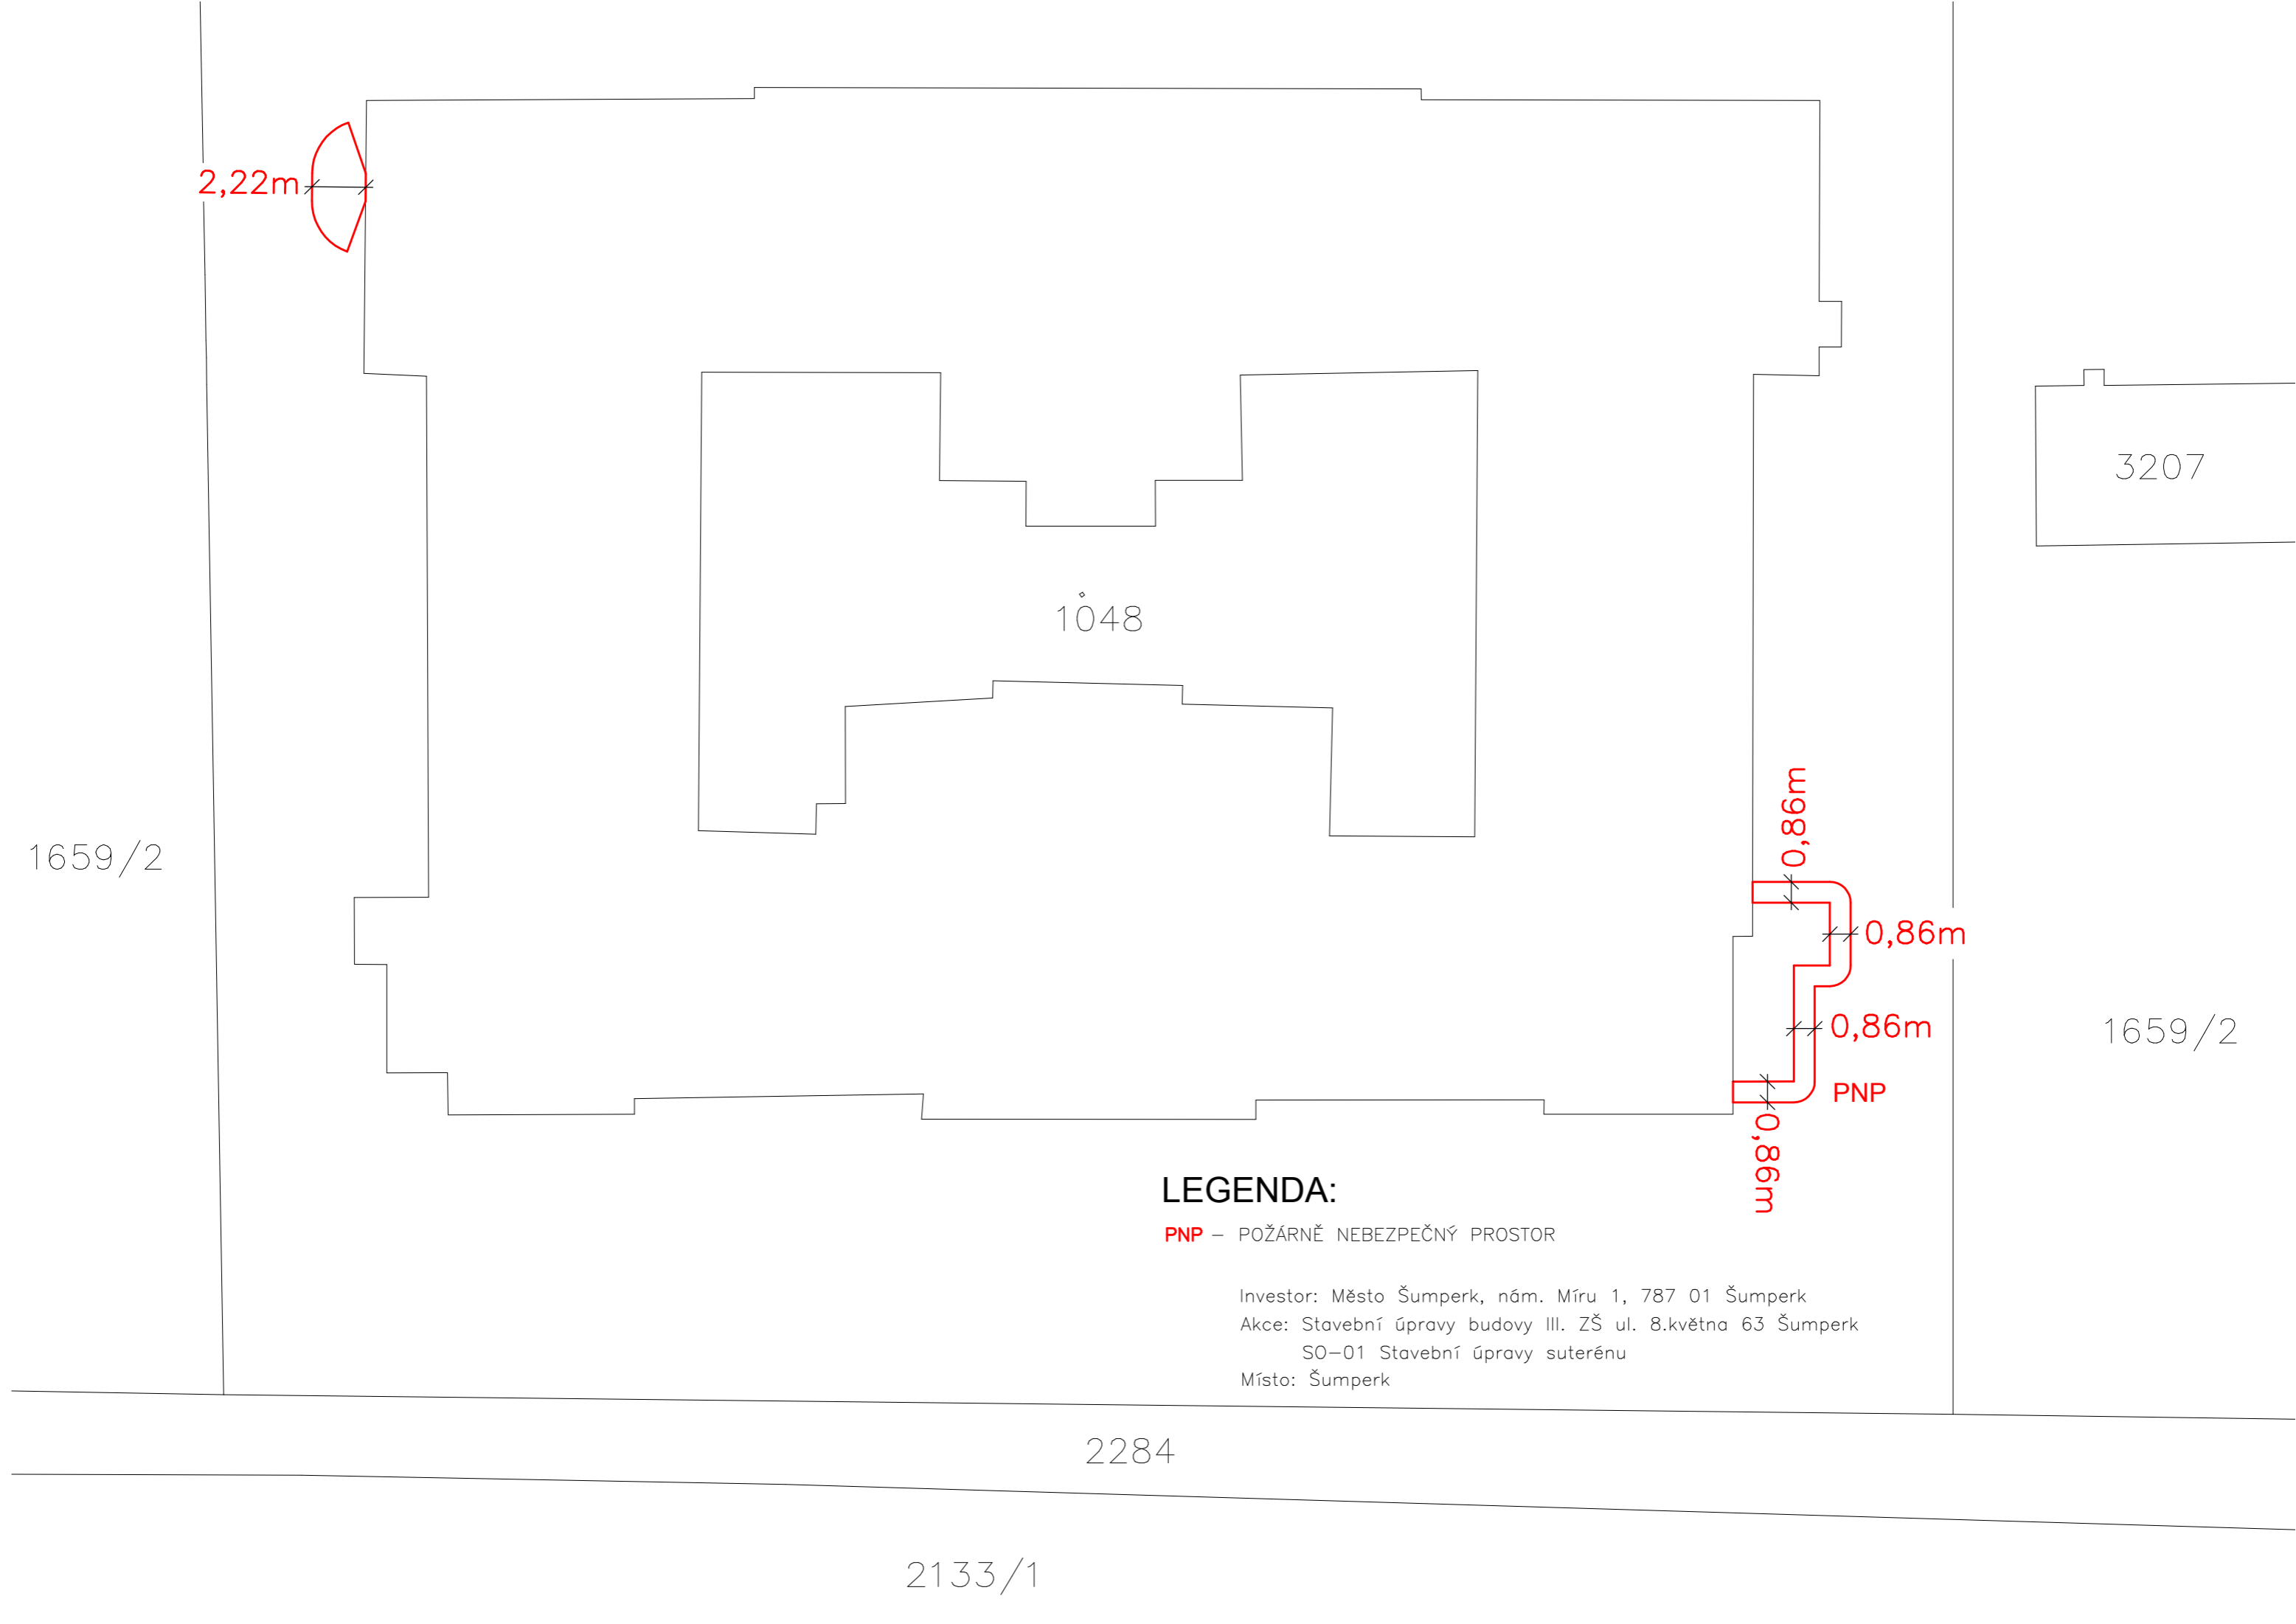 2,22m
3207
1048
0,86m
1659/2
0,86m
0,86m
1659/2
PNP
0,86m
LEGENDA:
PNP – POŽÁRNĚ NEBEZPEČNÝ PROSTOR
Investor: Město Šumperk, nám. Míru 1, 787 01 Šumperk
Akce: Stavební úpravy budovy III. ZŠ ul. 8.května 63 Šumperk
SO-01 Stavební úpravy suterénu
Místo: Šumperk
2284
2133/1